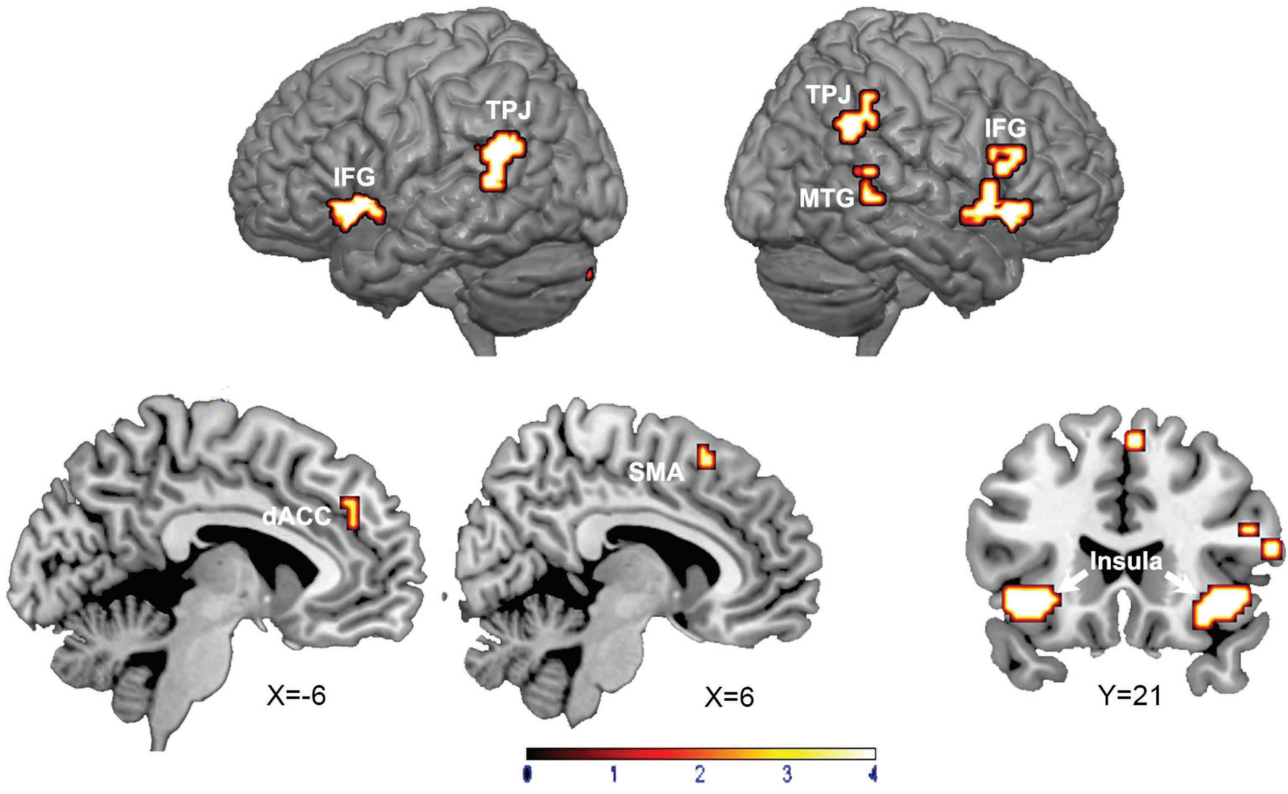 TPJ
IFG
TPJ
IFG
MTG
dACC
X=-6
SMA
X=6
Insula
Y=21
0 1 2 3 4